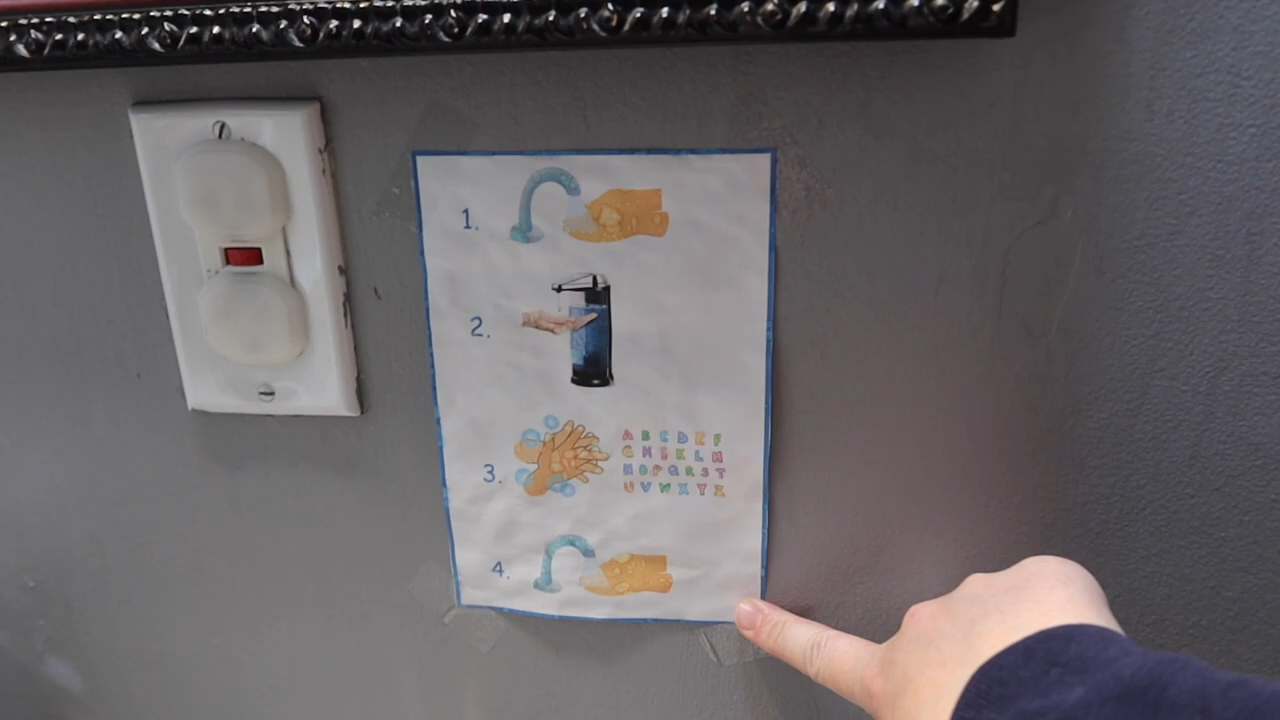 1.
2.
A B C D E F
G H I J K L M
N O P Q R S T
3.
U V W X Y Z
4.